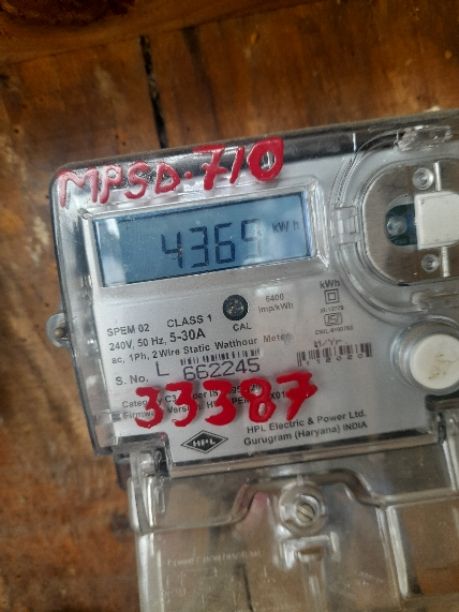 MPSD.710
4369 kWh
6400
imp/kWh
kWh
SPEM 02 CLASS 1
240V, 50 Hz, 5-30A
CAL
ac, 1Ph, 2 Wire Static Watthour Meter
S. No. L 662245
33387
HPL Electric & Power Ltd.
Gurugram (Haryana) INDIA
HPL